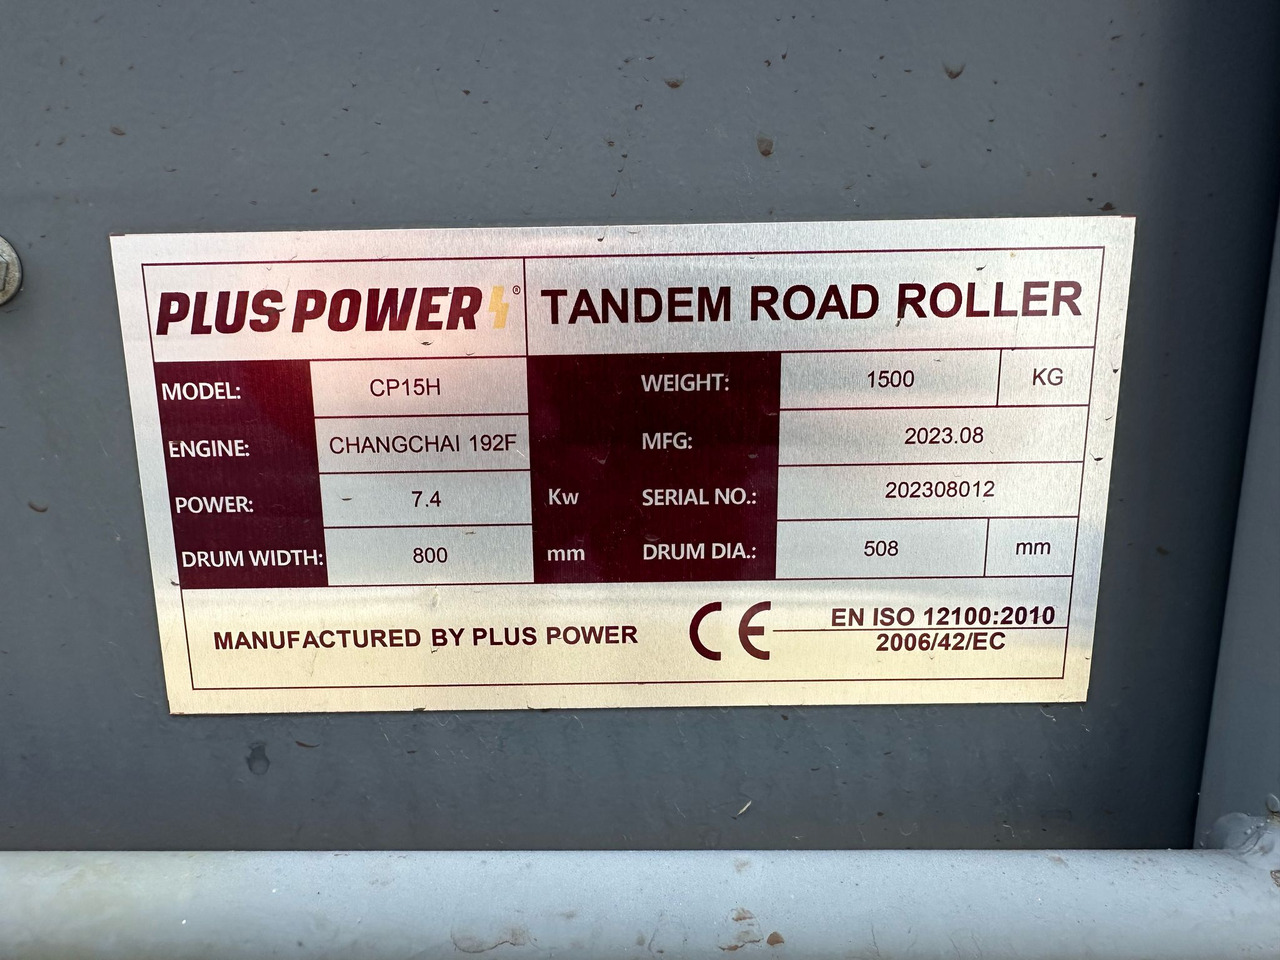 PLUS POWER® TANDEM ROAD ROLLER
MODEL: CP15H WEIGHT: 1500 KG
ENGINE: CHANGCHAI 192F MFG: 2023.08
POWER: 7.4 Kw SERIAL NO.: 202308012
DRUM WIDTH: 800 mm DRUM DIA.: 508 mm
MANUFACTURED BY PLUS POWER CE EN ISO 12100:2010
2006/42/EC